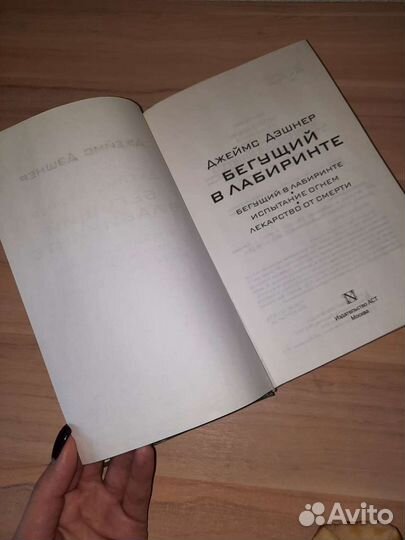 ДЖЕЙМС ДЭШНЕР
БЕГУЩИЙ
В ЛАБИРИНТЕ
БЕГУЩИЙ В ЛАБИРИНТЕ
ИСПЫТАНИЕ ОГНЕМ
ЛЕКАРСТВО ОТ СМЕРТИ
N
Издательство АСТ
Москва
Avito